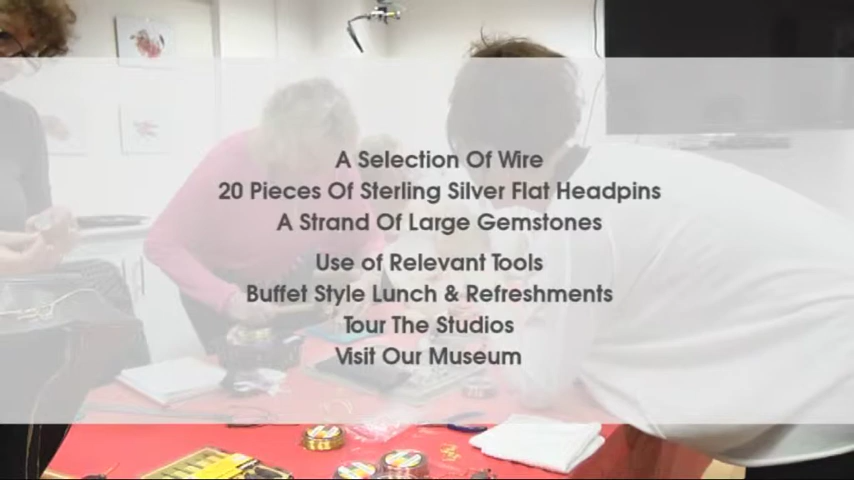 A Selection Of Wire
20 Pieces Of Sterling Silver Flat Headpins
A Strand Of Large Gemstones
Use of Relevant Tools
Buffet Style Lunch & Refreshments
Tour The Studios
Visit Our Museum